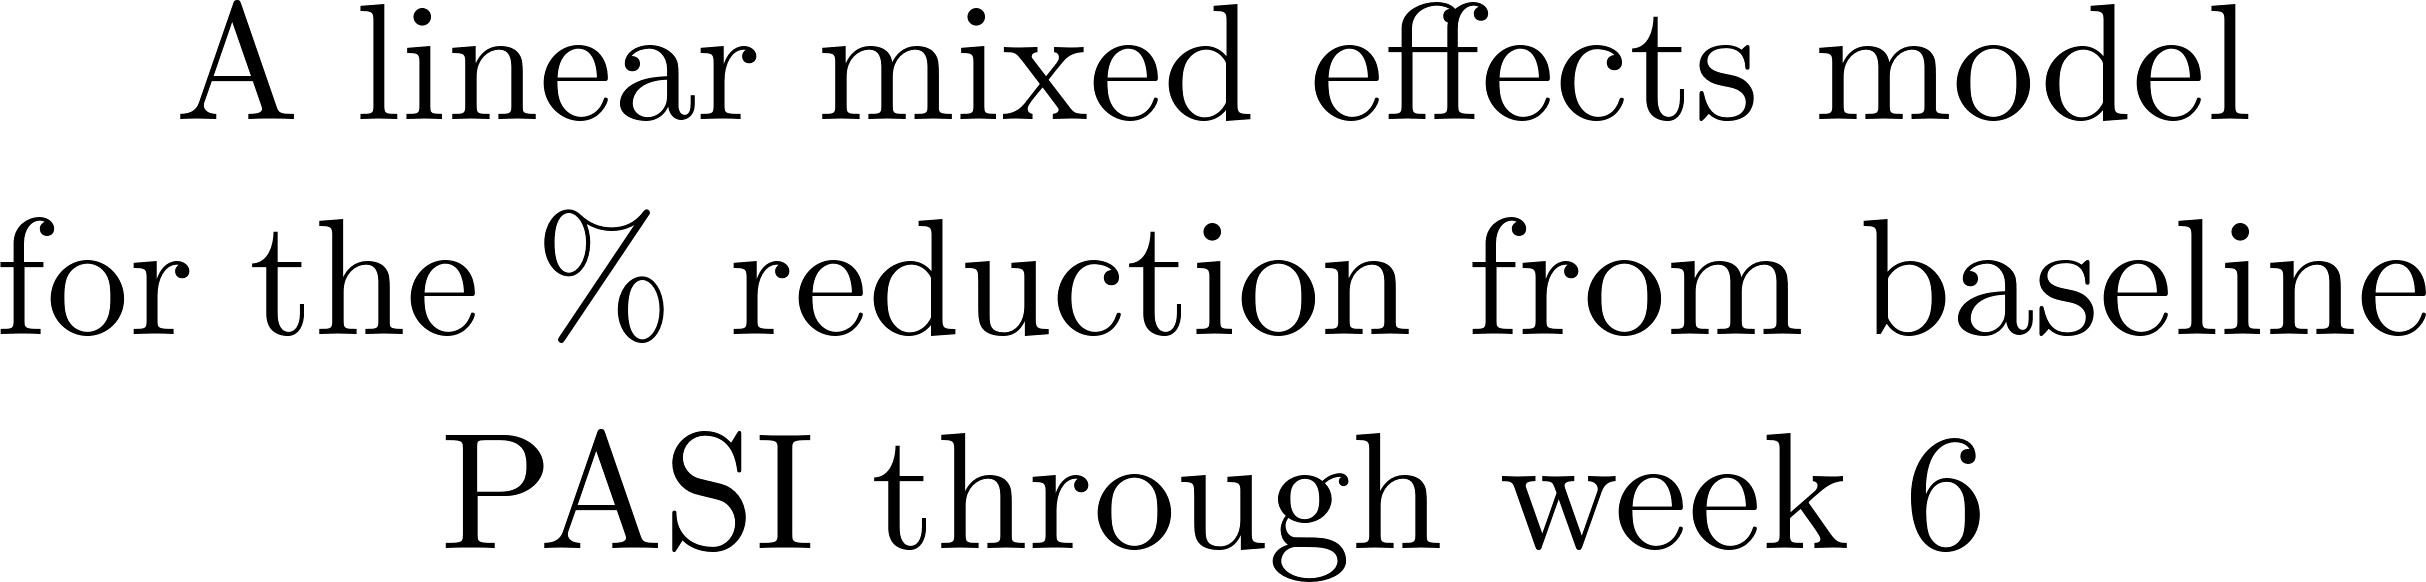 A linear mixed effects model
for the % reduction from baseline
PASI through week 6